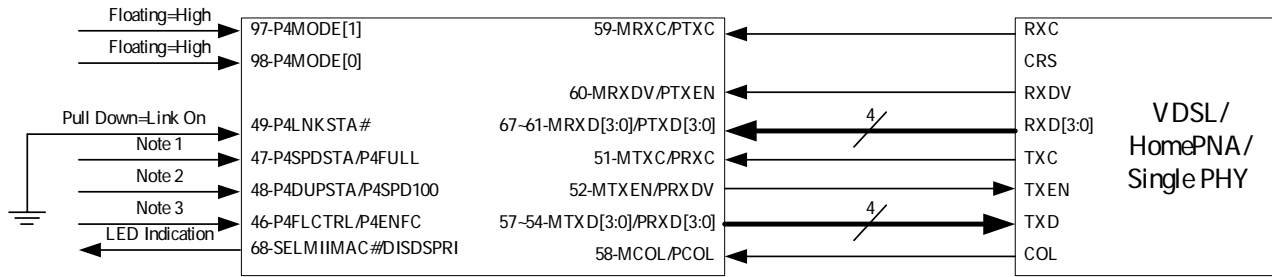 Floating=High
97-P4MODE[1]
59-MRXC/PTXC
RXC
Floating=High
98-P4MODE[0]
CRS
60-MRXDV/PTXEN
RXDV
Pull Down=Link On
49-P4LNKSTA#
67~61-MRXD[3:0]/PTXD[3:0]
4
RXD[3:0]
VDSL/
HomePNA/
Single PHY
Note 1
47-P4SPDSTA/P4FULL
51-MTXC/PRXC
TXC
Note 2
48-P4DUPSTA/P4SPD100
52-MTXEN/PRXDV
TXEN
Note 3
46-P4FLCTRL/P4ENFC
57~54-MTXD[3:0]/PRXD[3:0]
4
TXD
LED Indication
68-SELMIIMAC#/DISDSPRI
58-MCOL/PCOL
COL